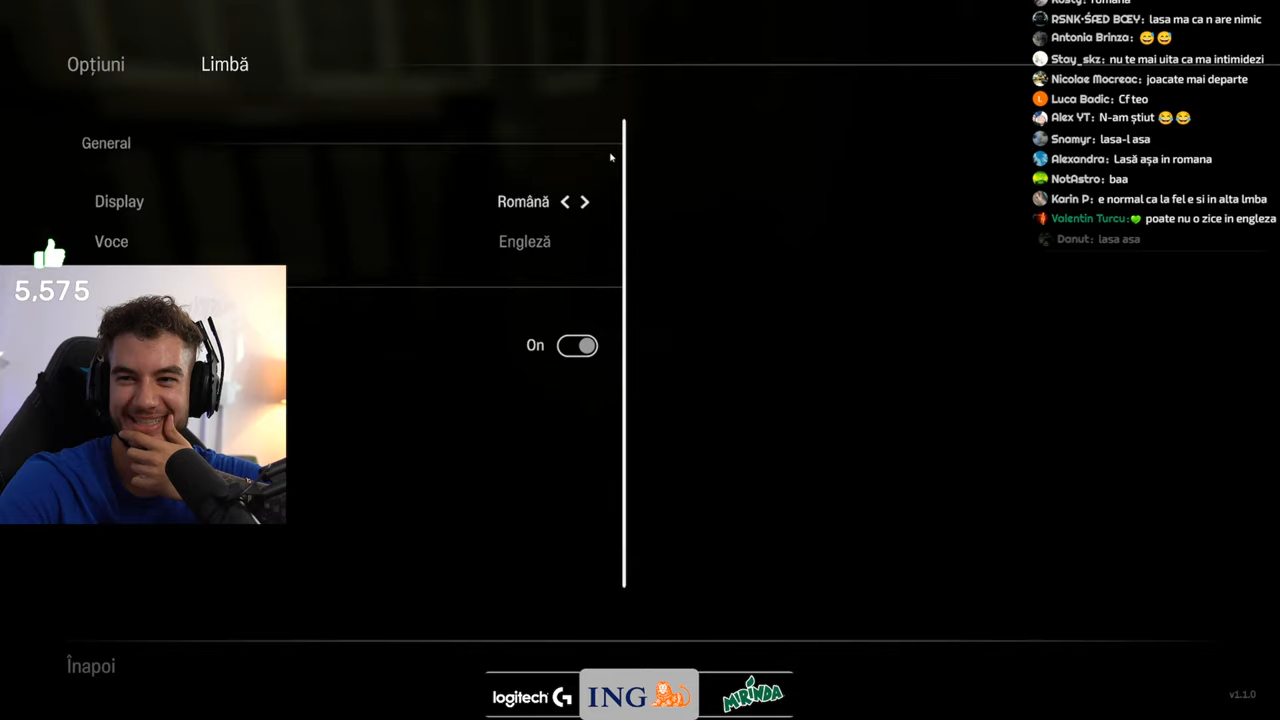 Opțiuni
Limbă
General
Display
Română
Voce
Engleză
On
Înapoi
5,575
RSNK•ŚÆD BŒY: lasa ma ca n are nimic
Antonia Brinza: 😅😅
Stay_skz: nu te mai uita ca ma intimidezi
Nicolae Mocreac: joacate mai departe
Luca Badic: Cf teo
Alex YT: N-am știut 😂😂
Snamyr: lasa-l asa
Alexandra: Lasă așa in romana
NotAstro: baa
Karin P: e normal ca la fel e si in alta lmba
Valentin Turcu:💚 poate nu o zice in engleza
Danut: lasa asa
logitech G
ING
MIRINDA
v1.1.0